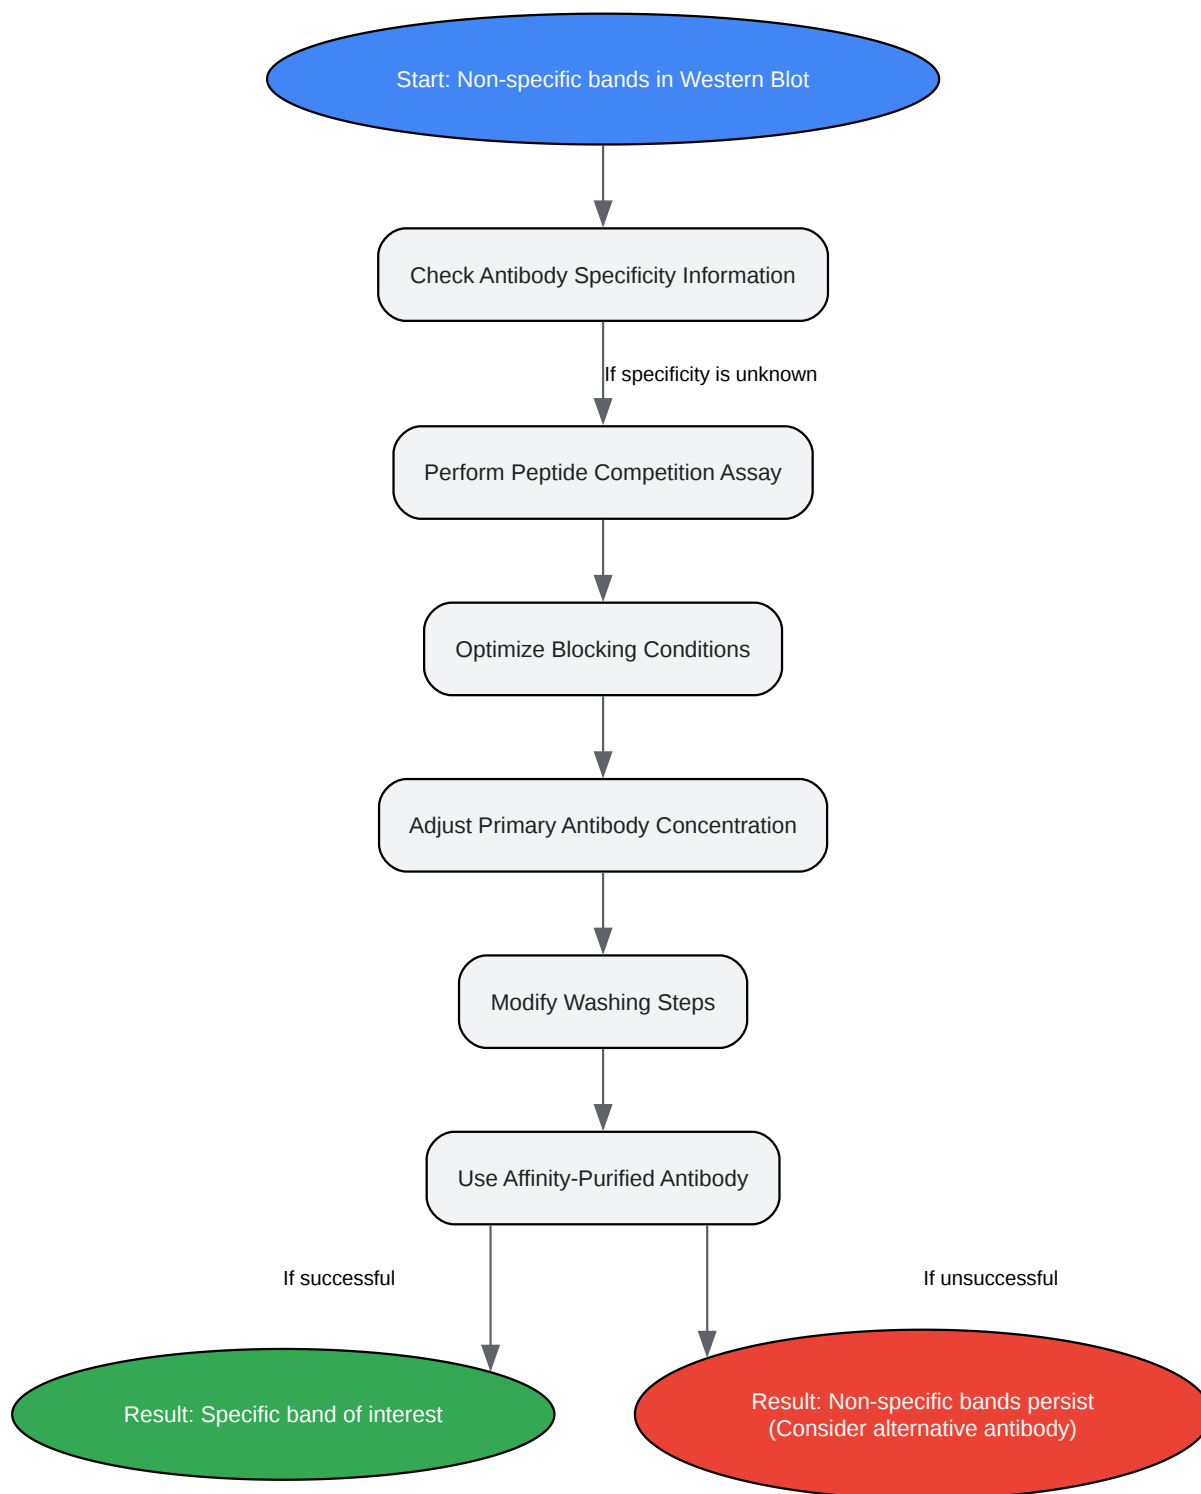 Start: Non-specific bands in Western Blot
Check Antibody Specificity Information
If specificity is unknown
Perform Peptide Competition Assay
Optimize Blocking Conditions
Adjust Primary Antibody Concentration
Modify Washing Steps
Use Affinity-Purified Antibody
If successful
If unsuccessful
Result: Specific band of interest
Result: Non-specific bands persist
(Consider alternative antibody)